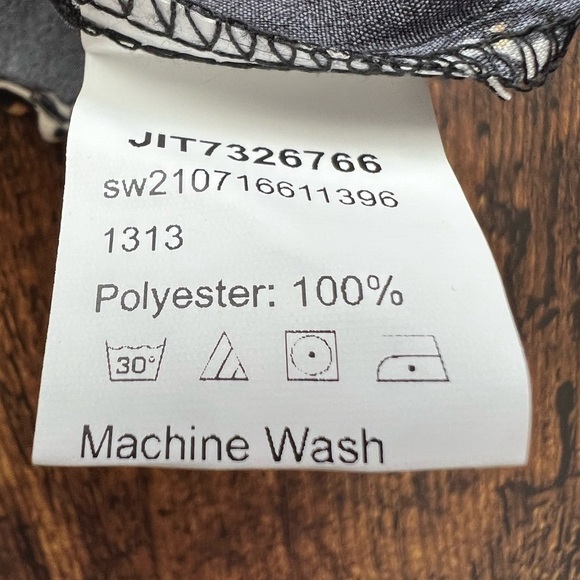 JIT7326766
sw210716611396
1313
Polyester: 100%
30°
Machine Wash